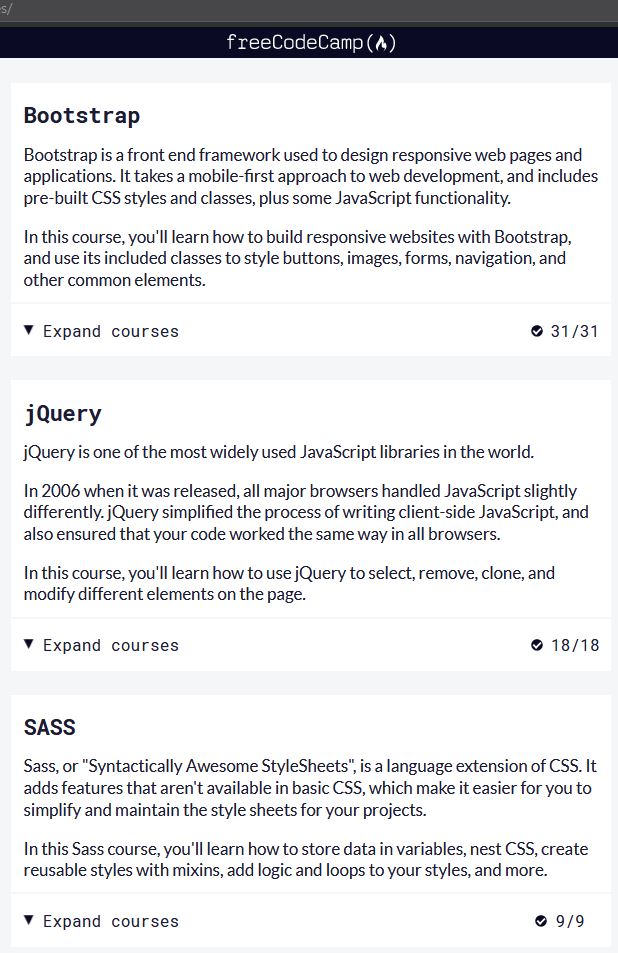 s/
freeCodeCamp
Bootstrap
Bootstrap is a front end framework used to design responsive web pages and
applications. It takes a mobile-first approach to web development, and includes
pre-built CSS styles and classes, plus some JavaScript functionality.
In this course, you'll learn how to build responsive websites with Bootstrap,
and use its included classes to style buttons, images, forms, navigation, and
other common elements.
Expand courses 31/31
jQuery
jQuery is one of the most widely used JavaScript libraries in the world.
In 2006 when it was released, all major browsers handled JavaScript slightly
differently. jQuery simplified the process of writing client-side JavaScript, and
also ensured that your code worked the same way in all browsers.
In this course, you'll learn how to use jQuery to select, remove, clone, and
modify different elements on the page.
Expand courses 18/18
SASS
Sass, or "Syntactically Awesome StyleSheets", is a language extension of CSS. It
adds features that aren't available in basic CSS, which make it easier for you to
simplify and maintain the style sheets for your projects.
In this Sass course, you'll learn how to store data in variables, nest CSS, create
reusable styles with mixins, add logic and loops to your styles, and more.
Expand courses 9/9